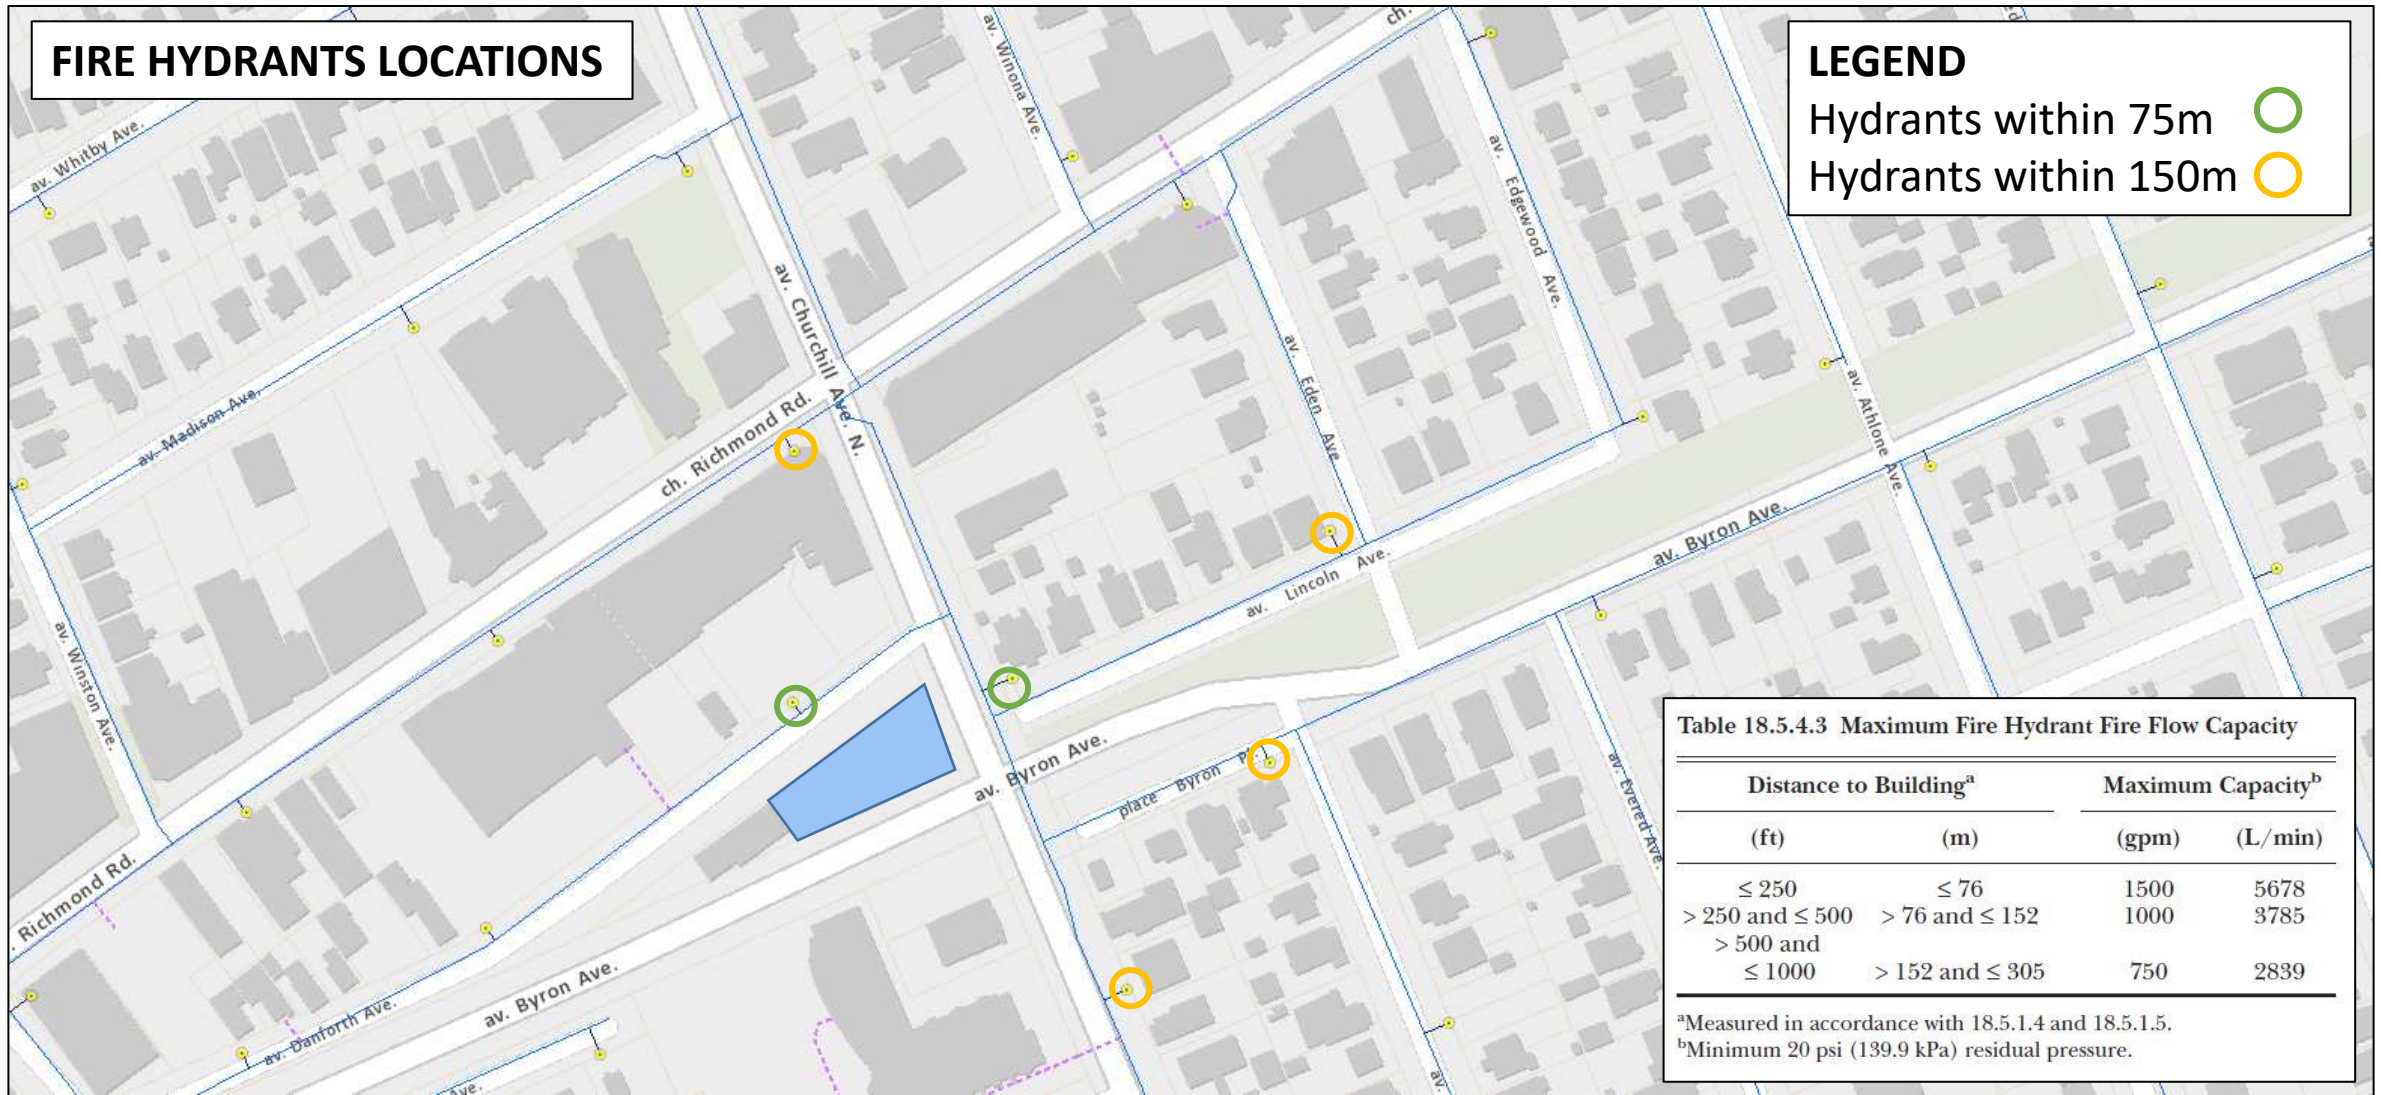 FIRE HYDRANTS LOCATIONS
LEGEND
Hydrants within 75m
Hydrants within 150m
av. Whitby Ave.
av. Winona Ave.
ch.
av. Edgewood Ave.
av. Churchill Ave. N.
av. Madison Ave.
ch. Richmond Rd.
av. Eden Ave
av. Athlone Ave.
av. Byron Ave.
av. Lincoln Ave.
av. Winston Ave.
av. Byron Ave.
place Byron Pl.
av. Evered Ave.
. Richmond Rd.
av. Byron Ave.
av. Danforth Ave.
Ave.
av.
Table 18.5.4.3 Maximum Fire Hydrant Fire Flow Capacity
Distance to Buildingᵃ Maximum Capacityᵇ
(ft) (m) (gpm) (L/min)
≤ 250 ≤ 76 1500 5678
> 250 and ≤ 500 > 76 and ≤ 152 1000 3785
> 500 and
≤ 1000 > 152 and ≤ 305 750 2839
ᵃMeasured in accordance with 18.5.1.4 and 18.5.1.5.
ᵇMinimum 20 psi (139.9 kPa) residual pressure.